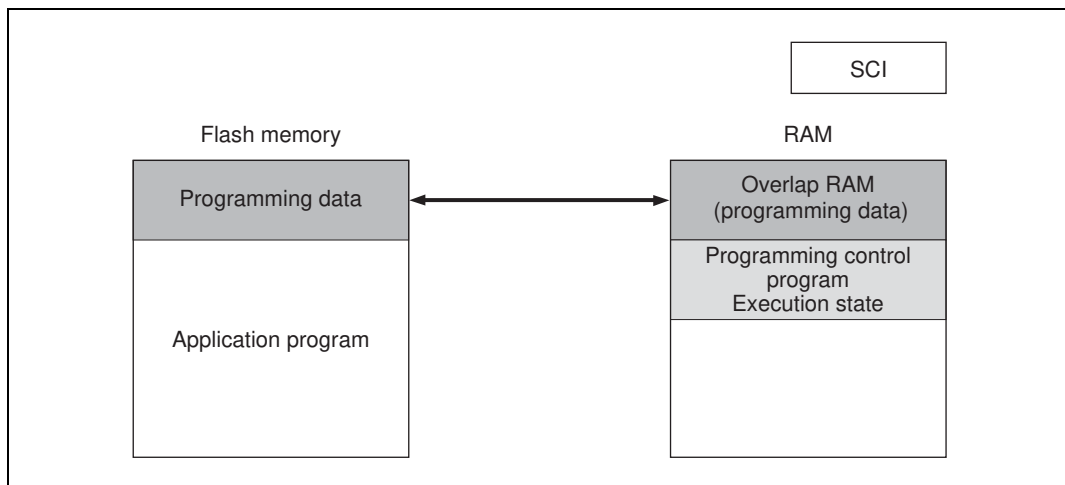 SCI
Flash memory
RAM
Programming data
Overlap RAM
(programming data)
Programming control
program
Execution state
Application program